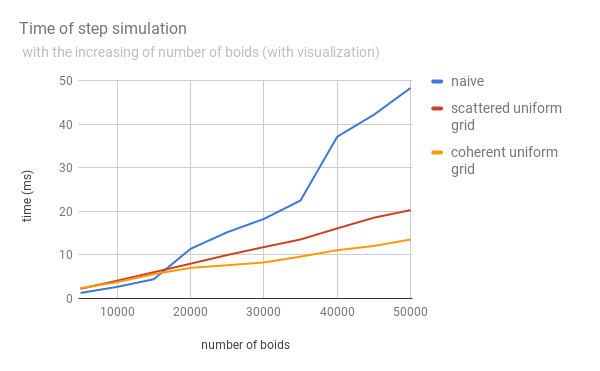 Time of step simulation
with the increasing of number of boids (with visualization)
50
40
30
20
10
0
time (ms)
10000
20000
30000
40000
50000
number of boids
naive
scattered uniform
grid
coherent uniform
grid